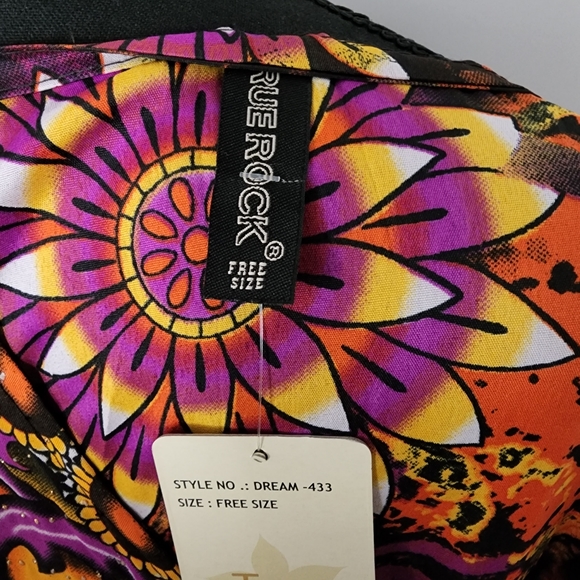 RUE ROCK®
FREE
SIZE
STYLE NO .: DREAM -433
SIZE : FREE SIZE